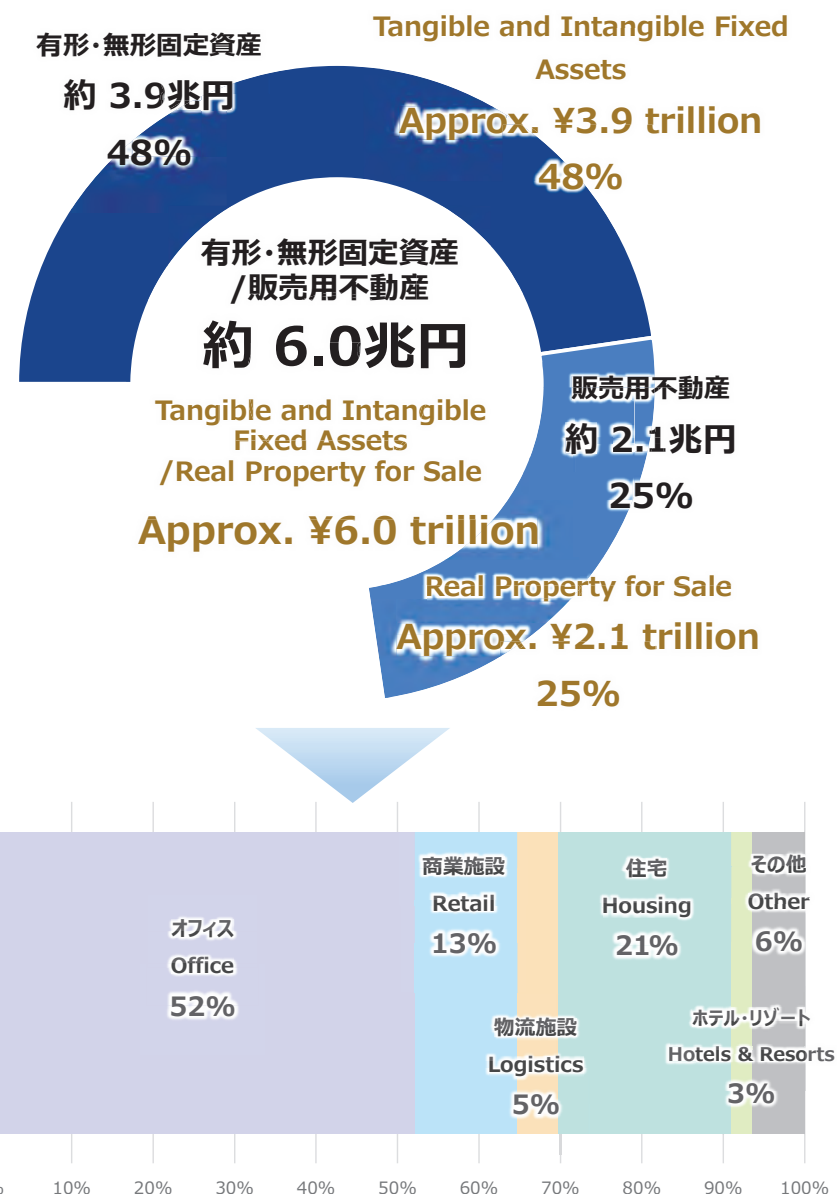 有形・無形固定資産
約 3.9兆円
48%
Tangible and Intangible Fixed
Assets
Approx. ¥3.9 trillion
48%
有形・無形固定資産
/販売用不動産
約 6.0兆円
Tangible and Intangible
Fixed Assets
/Real Property for Sale
Approx. ¥6.0 trillion
販売用不動産
約 2.1兆円
25%
Real Property for Sale
Approx. ¥2.1 trillion
25%
オフィス
Office
52%
商業施設
Retail
13%
物流施設
Logistics
5%
住宅
Housing
21%
ホテル・リゾート
Hotels & Resorts
3%
その他
Other
6%
% 10% 20% 30% 40% 50% 60% 70% 80% 90% 100%